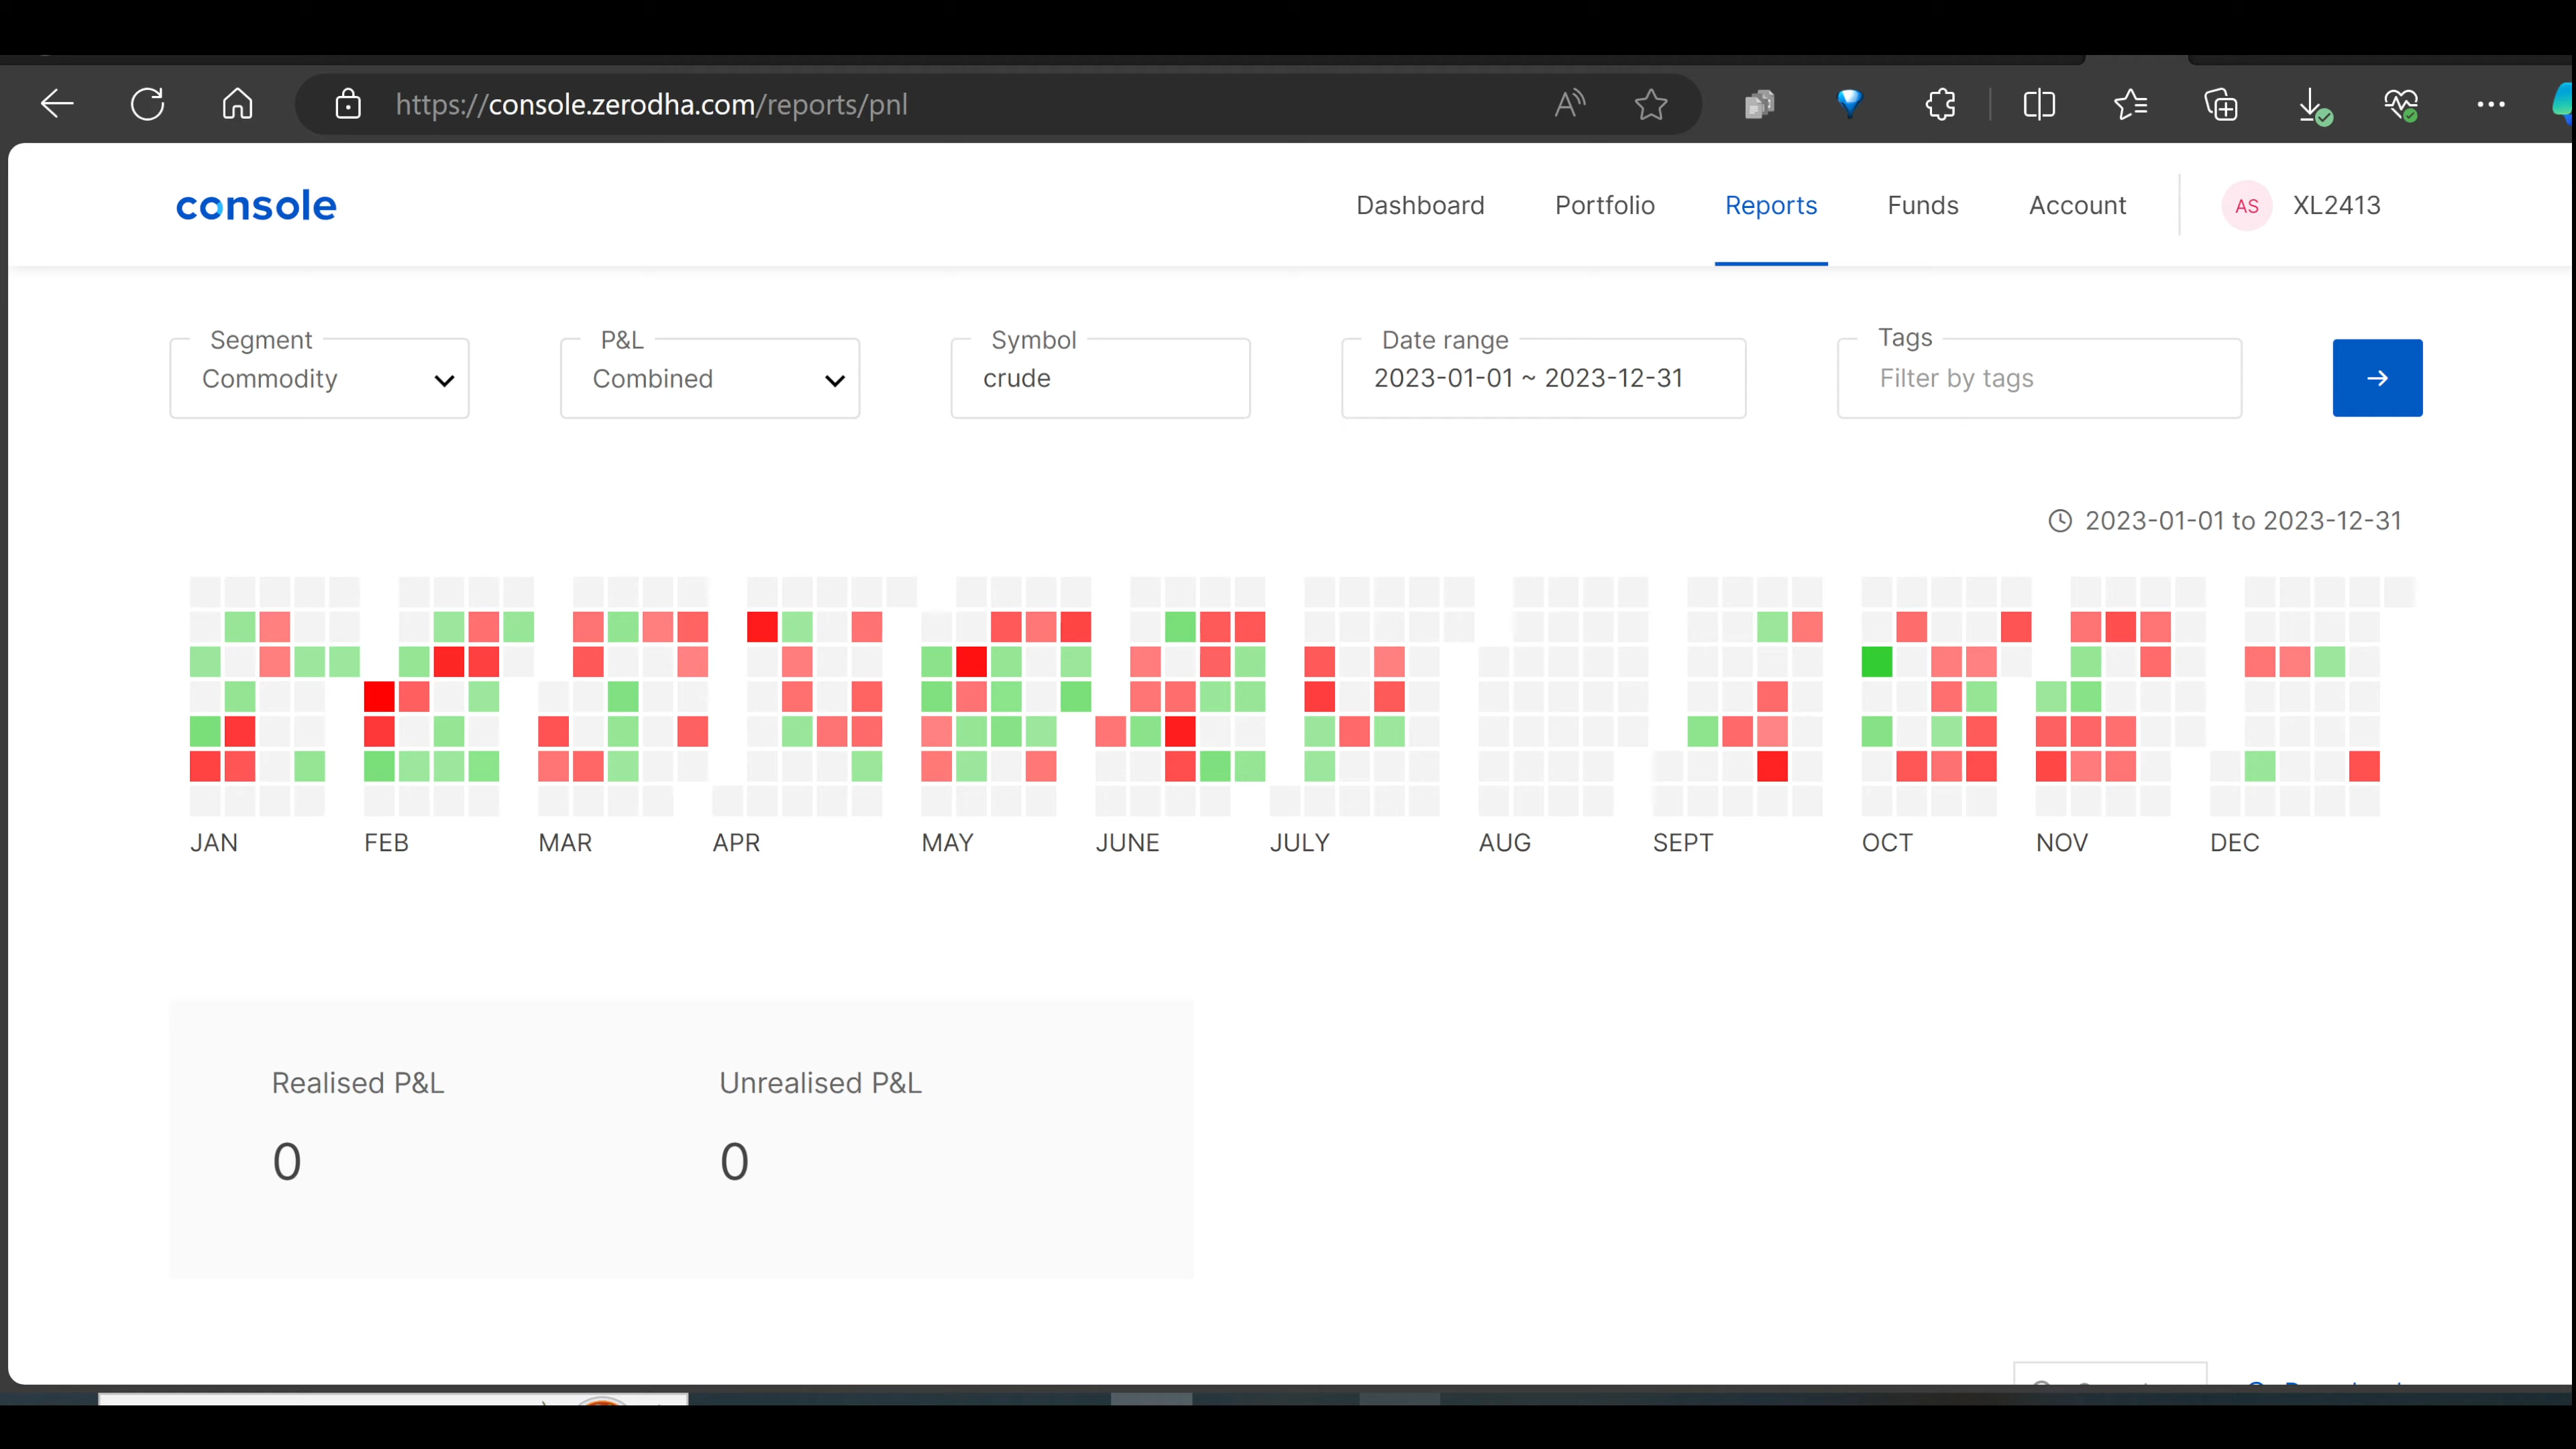 https://console.zerodha.com/reports/pnl
console
Dashboard Portfolio Reports Funds Account AS XL2413
Segment P&L Symbol Date range Tags
Commodity Combined crude 2023-01-01 ~ 2023-12-31 Filter by tags
2023-01-01 to 2023-12-31
JAN FEB MAR APR MAY JUNE JULY AUG SEPT OCT NOV DEC
Realised P&L Unrealised P&L
0 0